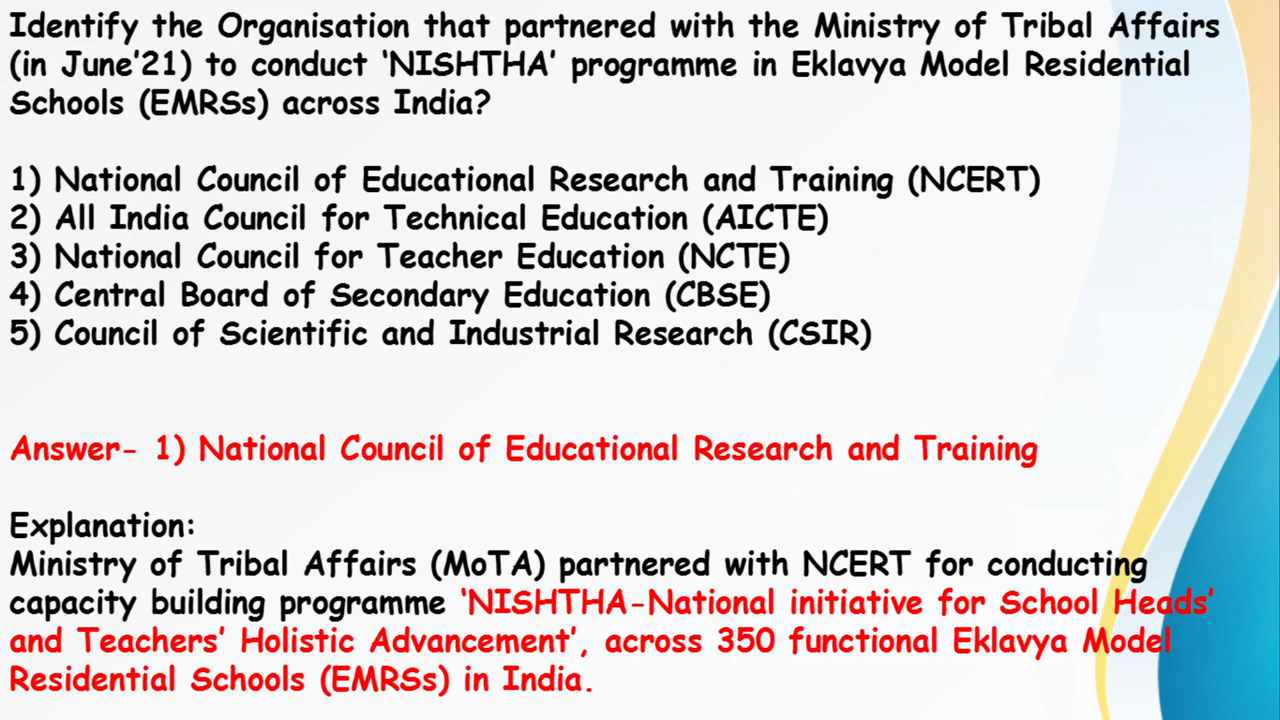 Identify the Organisation that partnered with the Ministry of Tribal Affairs
(in June’21) to conduct ‘NISHTHA’ programme in Eklavya Model Residential
Schools (EMRSs) across India?
1) National Council of Educational Research and Training (NCERT)
2) All India Council for Technical Education (AICTE)
3) National Council for Teacher Education (NCTE)
4) Central Board of Secondary Education (CBSE)
5) Council of Scientific and Industrial Research (CSIR)
Answer- 1) National Council of Educational Research and Training
Explanation:
Ministry of Tribal Affairs (MoTA) partnered with NCERT for conducting
capacity building programme ‘NISHTHA-National initiative for School Heads’
and Teachers’ Holistic Advancement’, across 350 functional Eklavya Model
Residential Schools (EMRSs) in India.